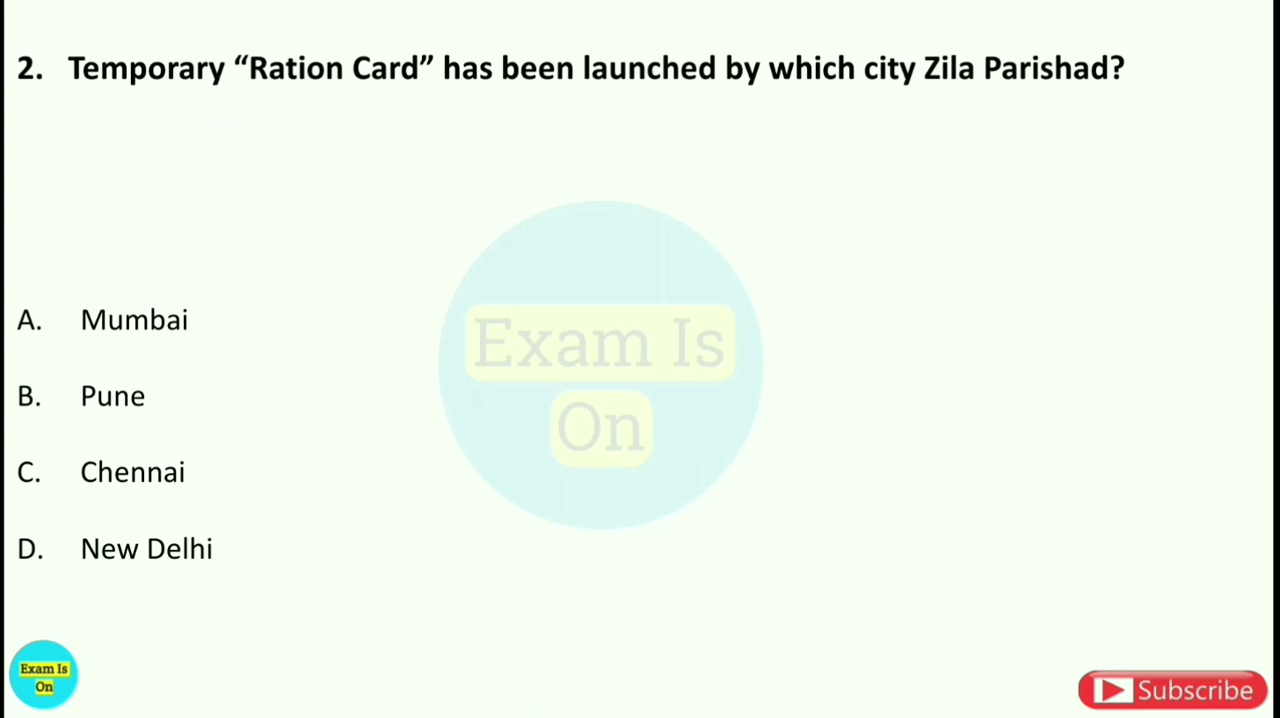 2. Temporary “Ration Card” has been launched by which city Zila Parishad?
Exam Is
On
A. Mumbai
B. Pune
C. Chennai
D. New Delhi
Exam Is
On
Subscribe